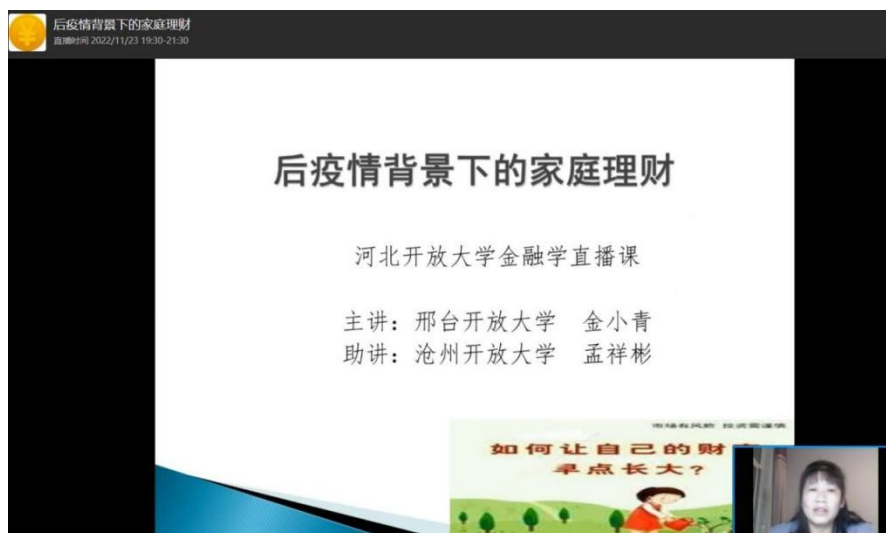 后疫情背景下的家庭理财
直播时间 2022/11/23 19:30-21:30
后疫情背景下的家庭理财
河北开放大学金融学直播课
主讲：邢台开放大学 金小青
助讲：沧州开放大学 孟祥彬
市场有风险 投资需谨慎
如何让自己的财
早点长大？